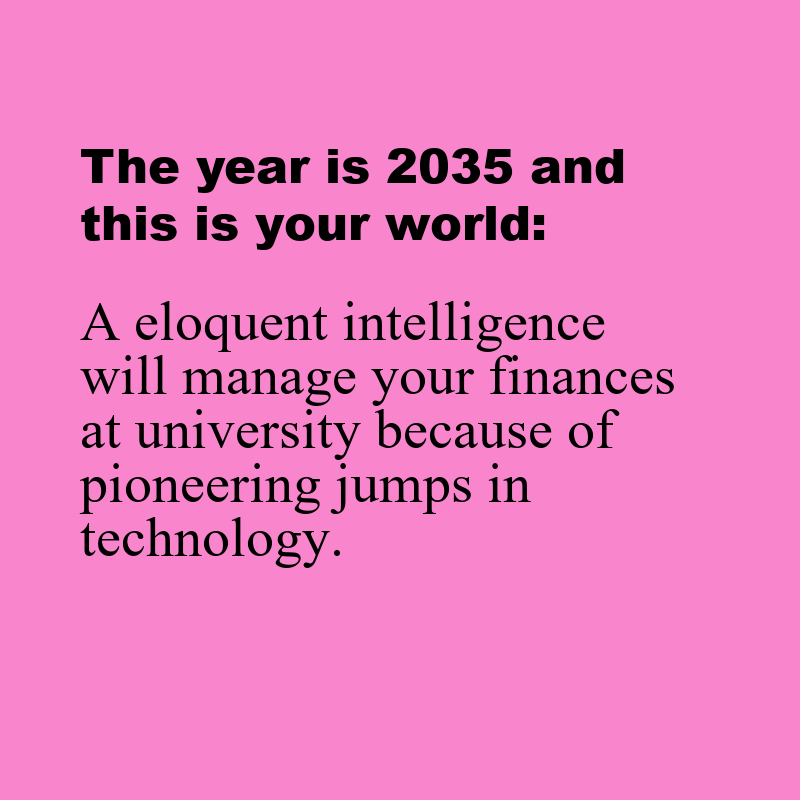 The year is 2035 and
this is your world:
A eloquent intelligence
will manage your finances
at university because of
pioneering jumps in
technology.